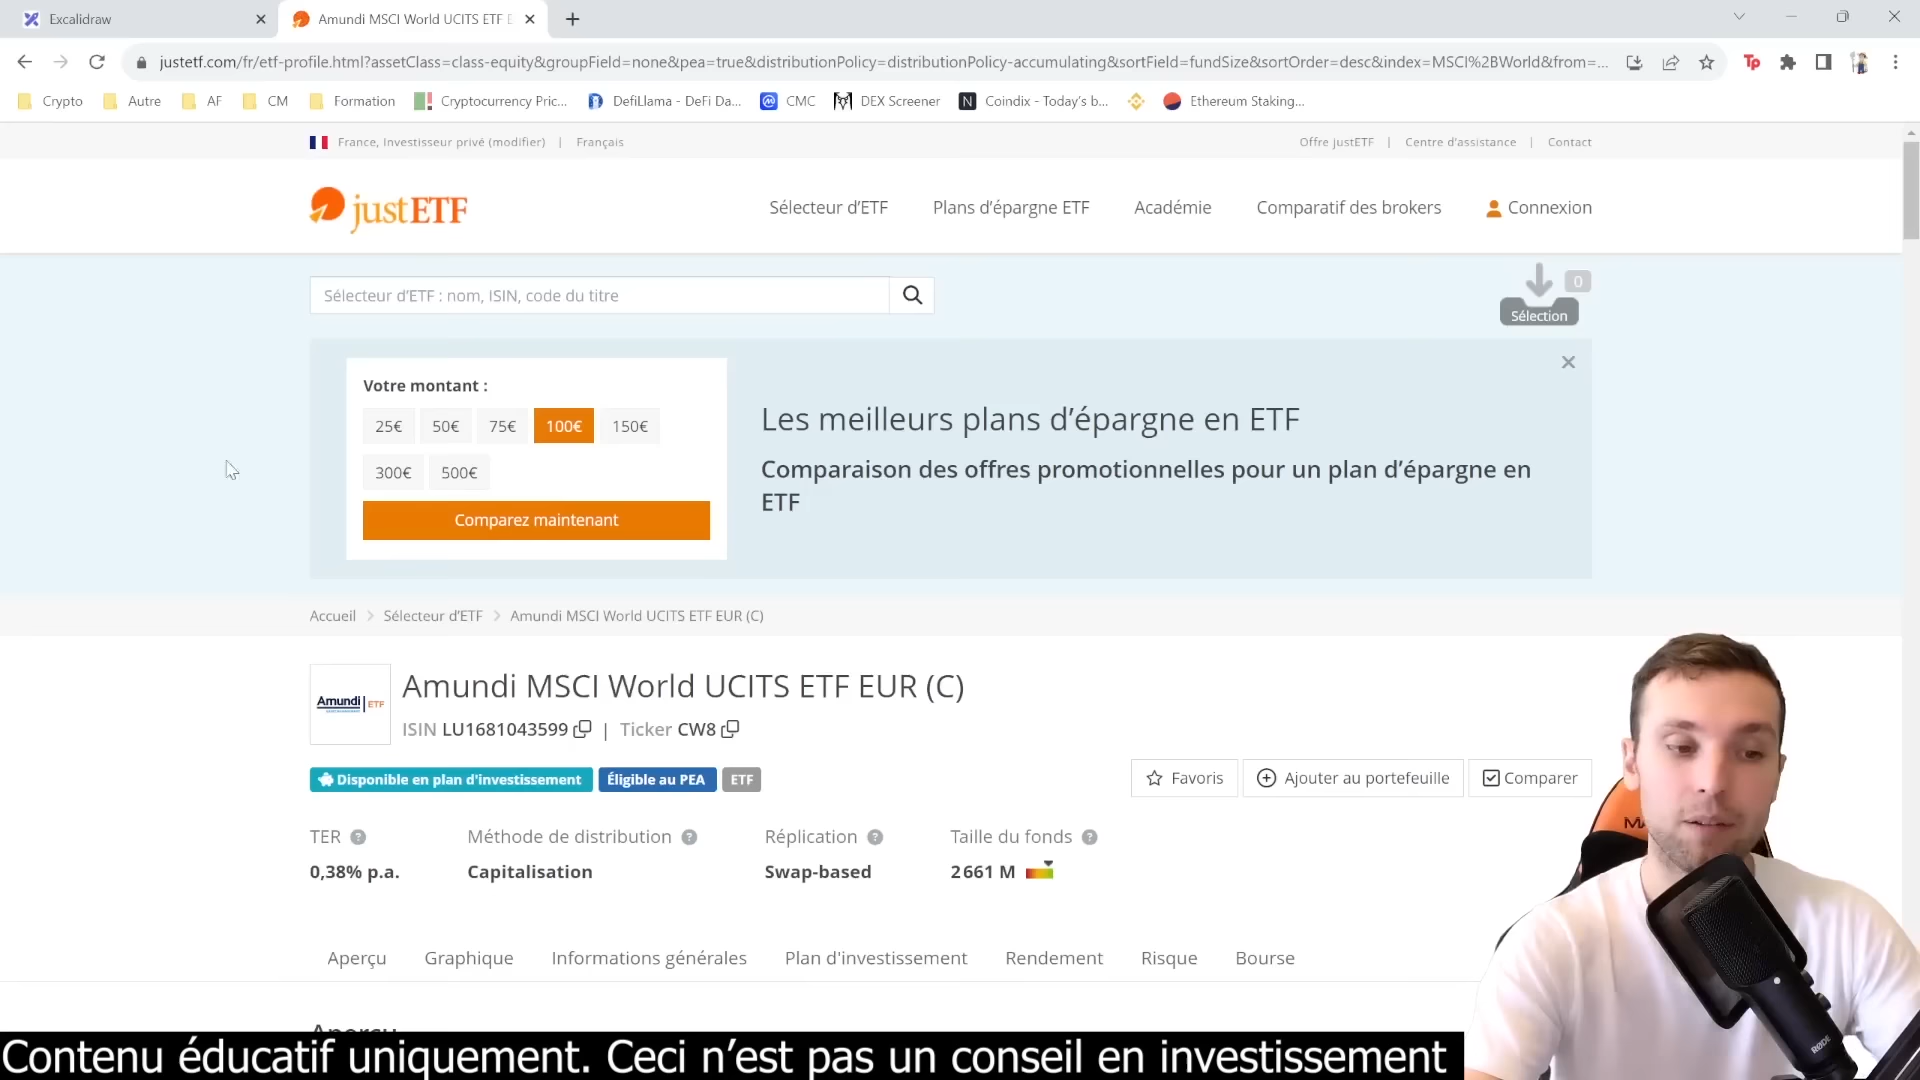 Excalidraw
Amundi MSCI World UCITS ETF E
justetf.com/fr/etf-profile.html?assetClass=class-equity&groupField=none&pea=true&distributionPolicy=distributionPolicy-accumulating&sortField=fundSize&sortOrder=desc&index=MSCI%2BWorld&from=...
Tp
Crypto Autre AF CM Formation Cryptocurrency Pric... DefiLlama - DeFi Da... CMC DEX Screener N Coindix - Today's b... Ethereum Staking...
France, Investisseur privé (modifier) | Français
Offre justETF | Centre d'assistance | Contact
justETF
Sélecteur d'ETF Plans d'épargne ETF Académie Comparatif des brokers Connexion
Sélecteur d'ETF : nom, ISIN, code du titre
0
Sélection
Votre montant :
25€ 50€ 75€ 100€ 150€
300€ 500€
Comparez maintenant
Les meilleurs plans d'épargne en ETF
Comparaison des offres promotionnelles pour un plan d'épargne en
ETF
Accueil > Sélecteur d'ETF > Amundi MSCI World UCITS ETF EUR (C)
Amundi ETF
Amundi MSCI World UCITS ETF EUR (C)
ISIN LU1681043599 | Ticker CW8
Disponible en plan d'investissement Éligible au PEA ETF
Favoris Ajouter au portefeuille Comparer
TER ? Méthode de distribution ? Réplication ? Taille du fonds ?
0,38% p.a. Capitalisation Swap-based 2 661 M
Aperçu Graphique Informations générales Plan d'investissement Rendement Risque Bourse
Aperçu
Contenu éducatif uniquement. Ceci n'est pas un conseil en investissement
RØDE